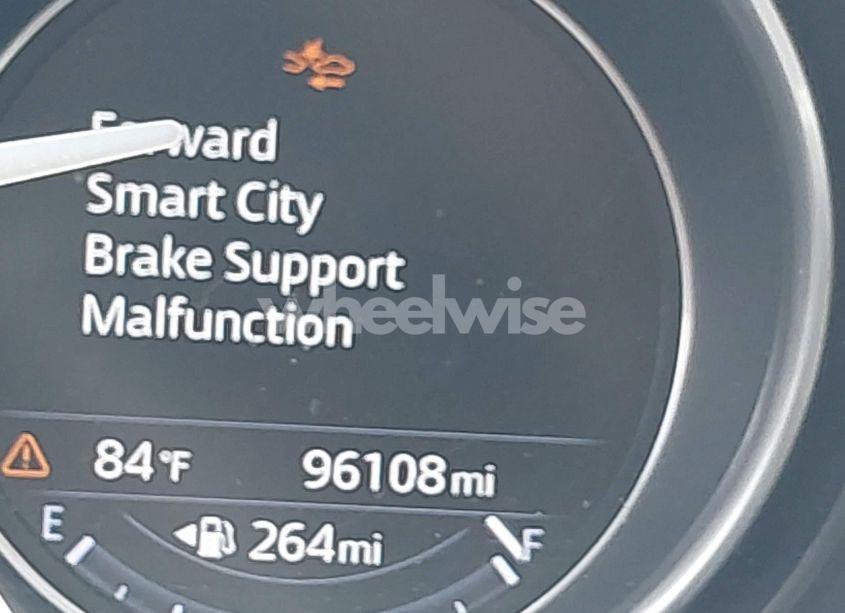 Forward
Smart City
Brake Support
Malfunction
wheelwise
84°F 96108mi
E 264mi F